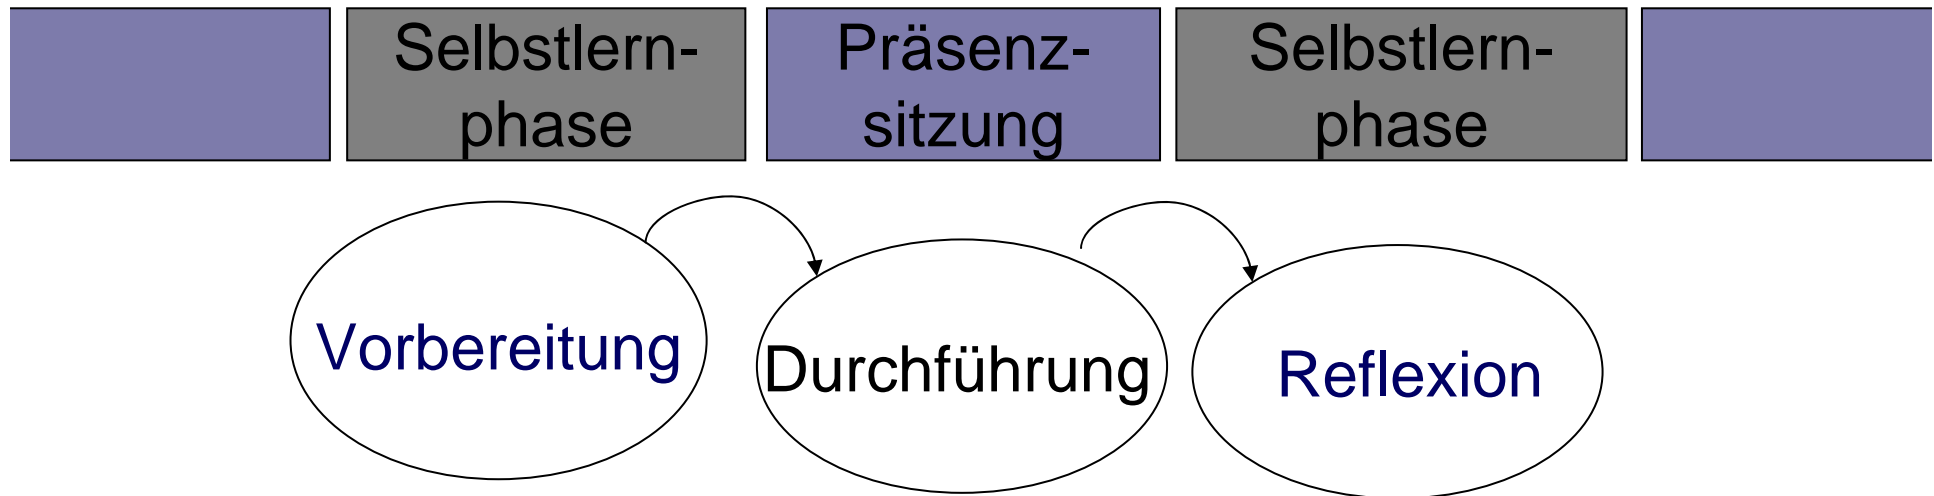 Selbstlern-
phase
Präsenz-
sitzung
Selbstlern-
phase
Vorbereitung
Durchführung
Reflexion